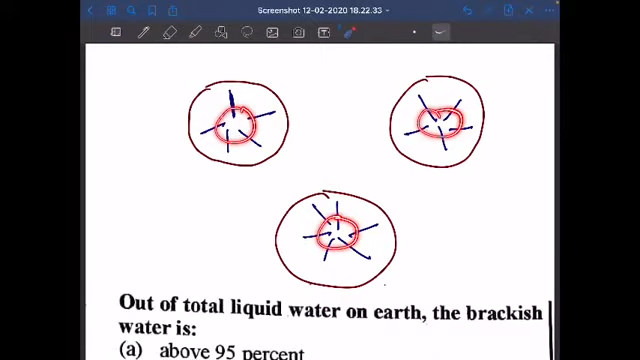 Screenshot 12-02-2020 18.22.33
Out of total liquid water on earth, the brackish
water is:
(a) above 95 percent